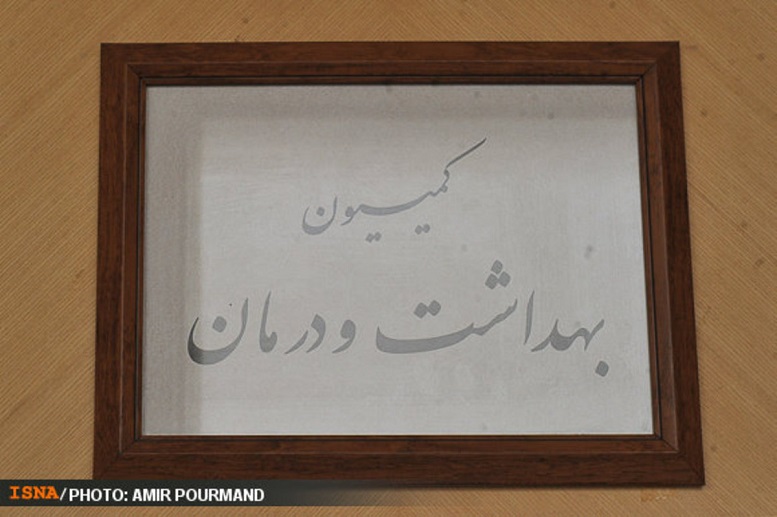 کمیسیون
بهداشت و درمان
ISNA/PHOTO: AMIR POURMAND